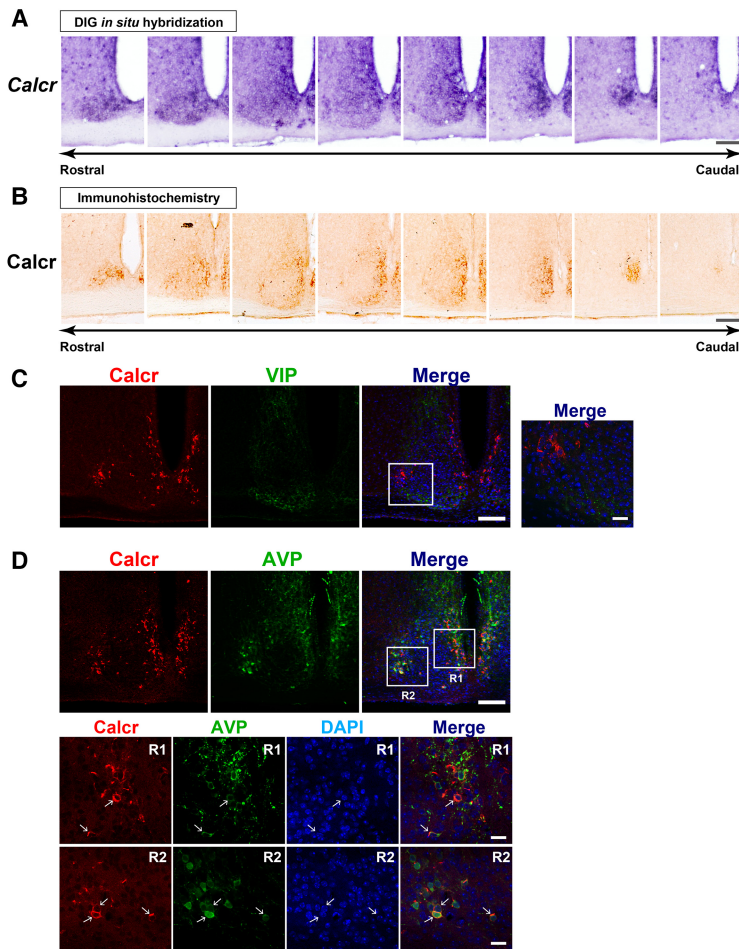 A
DIG in situ hybridization
Calcr
Rostral
Caudal
B
Immunohistochemistry
Calcr
Rostral
Caudal
C
Calcr
VIP
Merge
Merge
D
Calcr
AVP
Merge
R1
R2
Calcr
AVP
DAPI
Merge
R1
R1
R1
R1
R2
R2
R2
R2